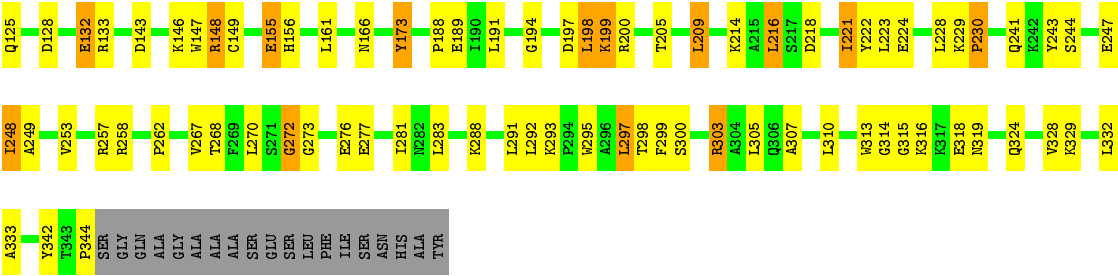 Q125 D128 E132 R133 D143 K146 W147 R148 C149 E155 H156 L161 N166 Y173 P188 E189 I190 L191 G194 D197 L198 K199 R200 T205 L209 K214 A215 L216 S217 D218 I221 Y222 L223 E224 L228 K229 P230 Q241 K242 Y243 S244 E247
I248 A249 V253 R257 R258 P262 V267 T268 F269 L270 S271 G272 G273 E276 E277 I281 N282 L283 K288 L291 L292 K293 P294 W295 A296 L297 T298 F299 S300 R303 A304 L305 Q306 A307 L310 W313 G314 G315 K316 K317 E318 N319 Q324 V328 K329 L332
A333 Y342 T343 P344 SER GLY GLN ALA GLY ALA ALA ALA SER GLU SER LEU PHE ILE SER ASN HIS ALA TYR